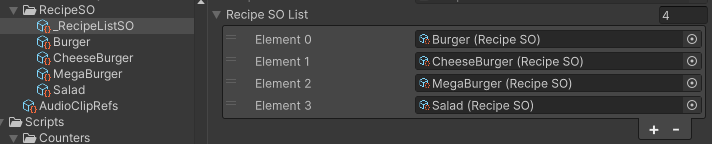 RecipeSO
_RecipeListSO
Burger
CheeseBurger
MegaBurger
Salad
AudioClipRefs
Scripts
Counters
Recipe SO List 4
Element 0 Burger (Recipe SO)
Element 1 CheeseBurger (Recipe SO)
Element 2 MegaBurger (Recipe SO)
Element 3 Salad (Recipe SO)
+ -